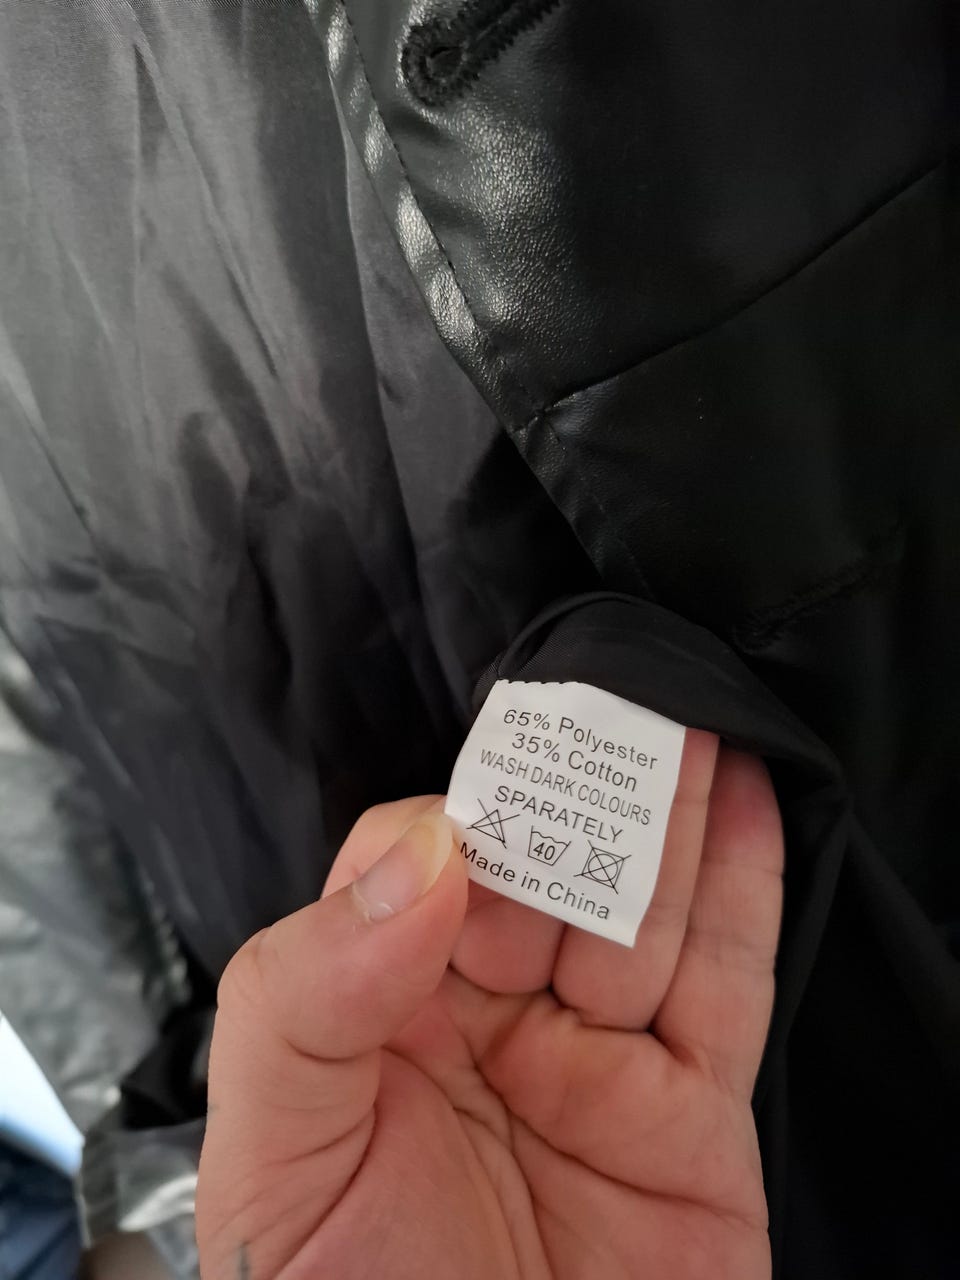 65% Polyester
35% Cotton
WASH DARK COLOURS
SPARATELY
40
Made in China